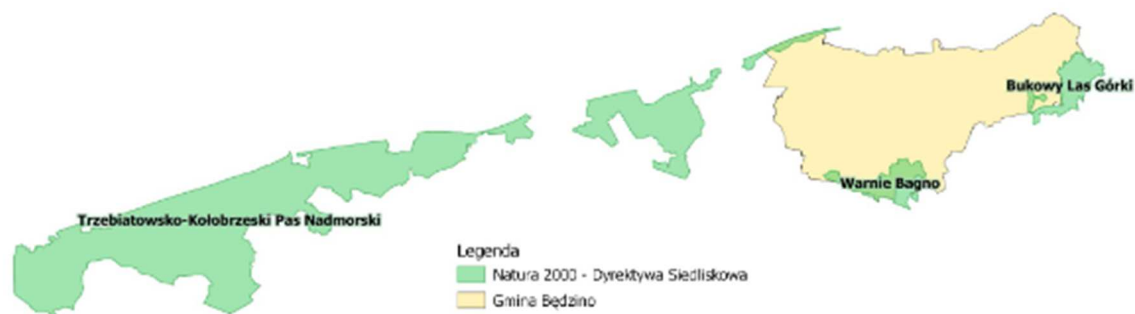 Bukowy Las Górki
Warnie Bagno
Trzebiatowsko-Kołobrzeski Pas Nadmorski
Legenda
Natura 2000 - Dyrektywa Siedliskowa
Gmina Będzino